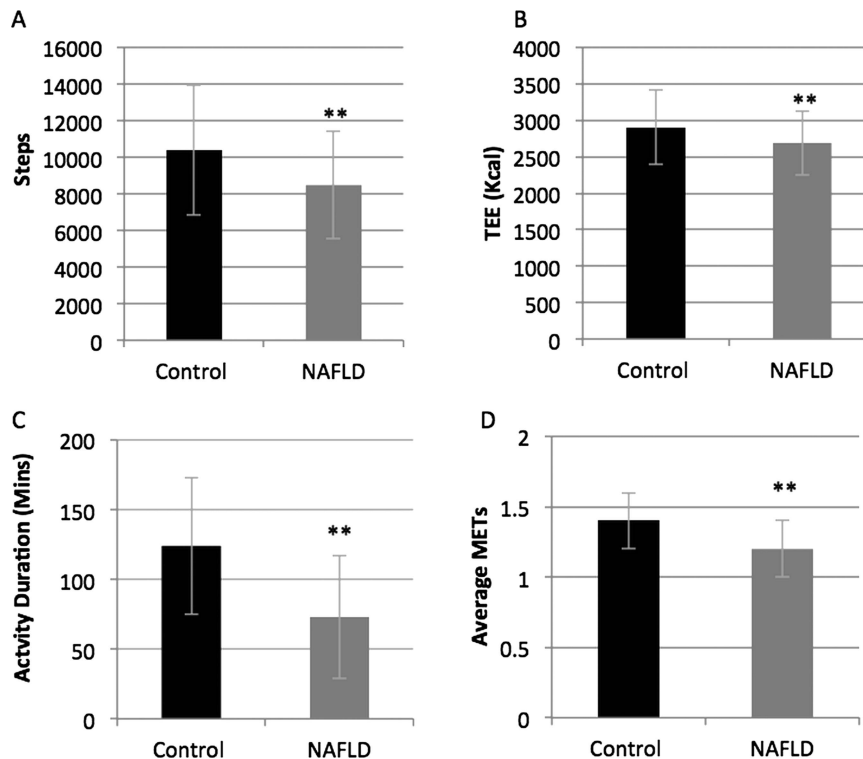 A
Steps
16000
14000
12000
10000
8000
6000
4000
2000
0
**
Control NAFLD
B
TEE (Kcal)
4000
3500
3000
2500
2000
1500
1000
500
0
**
Control NAFLD
C
Actvity Duration (Mins)
200
150
100
50
0
**
Control NAFLD
D
Average METs
2
1.5
1
0.5
0
**
Control NAFLD